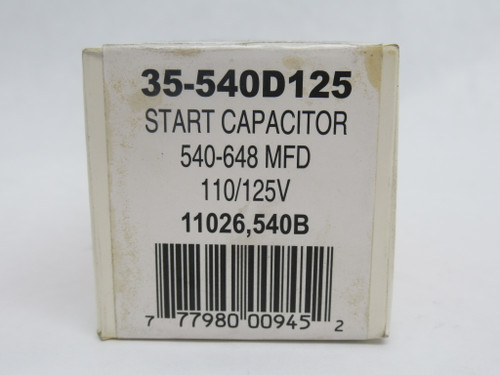 35-540D125
START CAPACITOR
540-648 MFD
110/125V
11026,540B
7 77980 00945 2